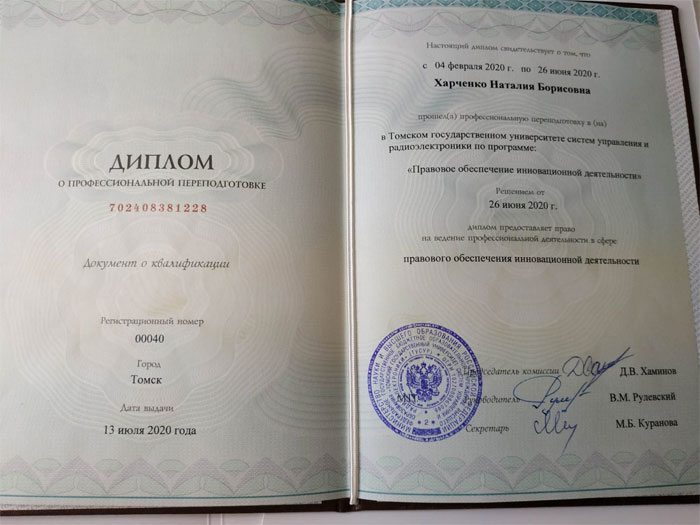 ДИПЛОМ
О ПРОФЕССИОНАЛЬНОЙ ПЕРЕПОДГОТОВКЕ
702408381228
Документ о квалификации
Регистрационный номер
00040
Город
Томск
Дата выдачи
13 июля 2020 года
Настоящий диплом свидетельствует о том, что
с 04 февраля 2020 г. по 26 июня 2020 г.
Харченко Наталия Борисовна
прошел(а) профессиональную переподготовку в (на)
в Томском государственном университете систем управления и
радиоэлектроники по программе:
«Правовое обеспечение инновационной деятельности»
Решением от
26 июня 2020 г.
диплом предоставляет право
на ведение профессиональной деятельности в сфере
правового обеспечения инновационной деятельности
Председатель комиссии Д.В. Хаминов
Руководитель В.М. Рулевский
Секретарь М.Б. Куранова